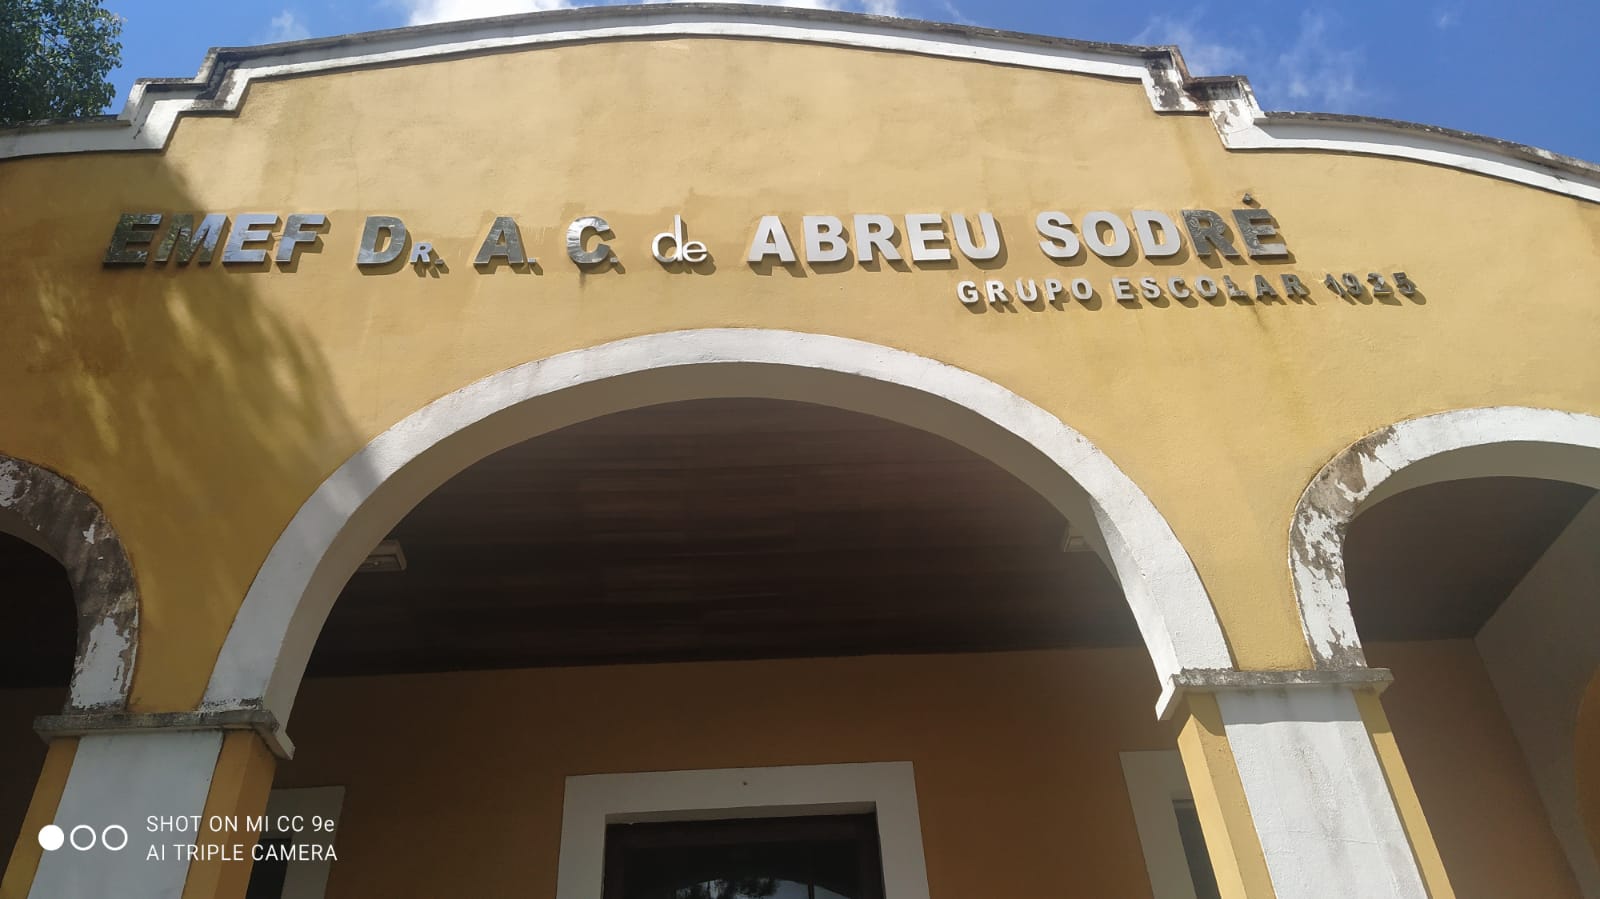 EMEF DR. A. C. de ABREU SODRÉ
GRUPO ESCOLAR 1925
SHOT ON MI CC 9e
AI TRIPLE CAMERA